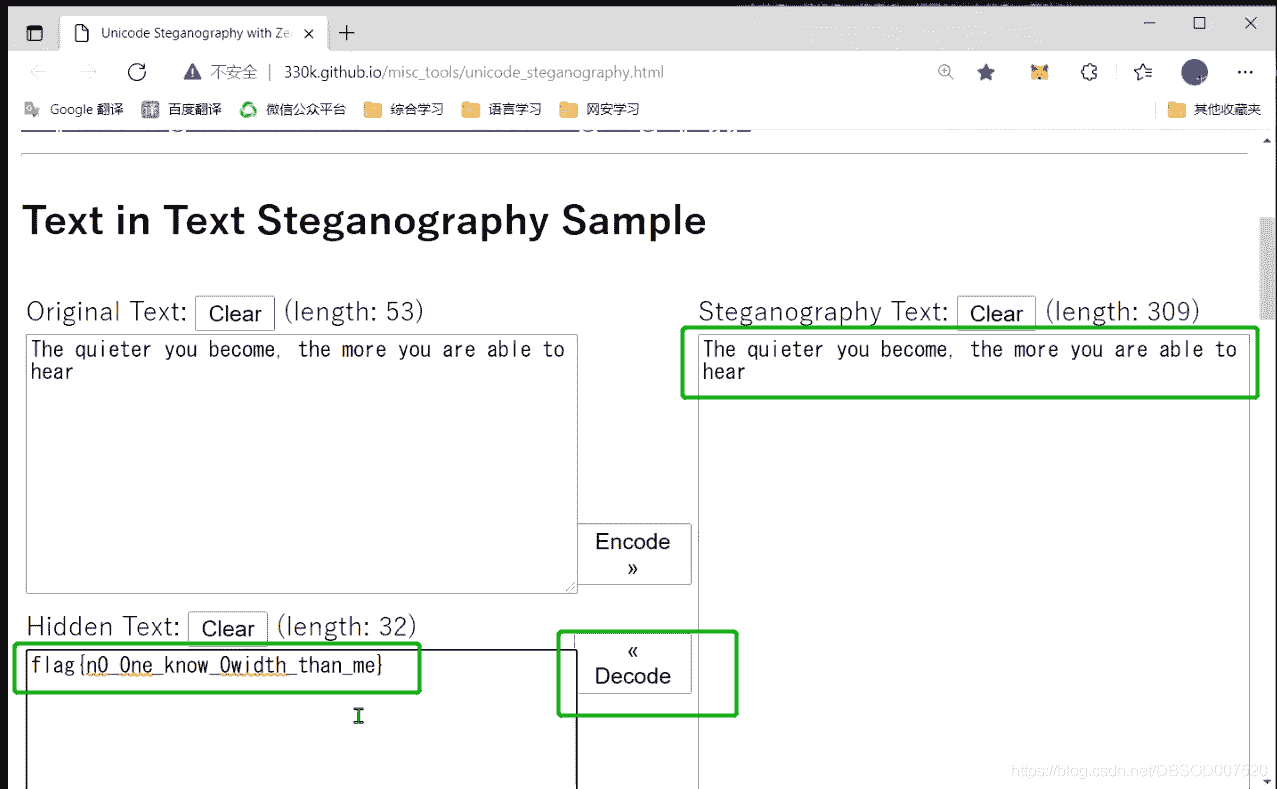 Unicode Steganography with Ze
不安全 | 330k.github.io/misc_tools/unicode_steganography.html
Google 翻译 百度翻译 微信公众平台 综合学习 语言学习 网安学习 其他收藏夹
Text in Text Steganography Sample
Original Text: Clear (length: 53)
The quieter you become, the more you are able to
hear
Encode
»
Hidden Text: Clear (length: 32)
flag{n0_One_know_0width_than_me}
«
Decode
Steganography Text: Clear (length: 309)
The quieter you become, the more you are able to
hear
https://blog.csdn.net/DBSOD007620